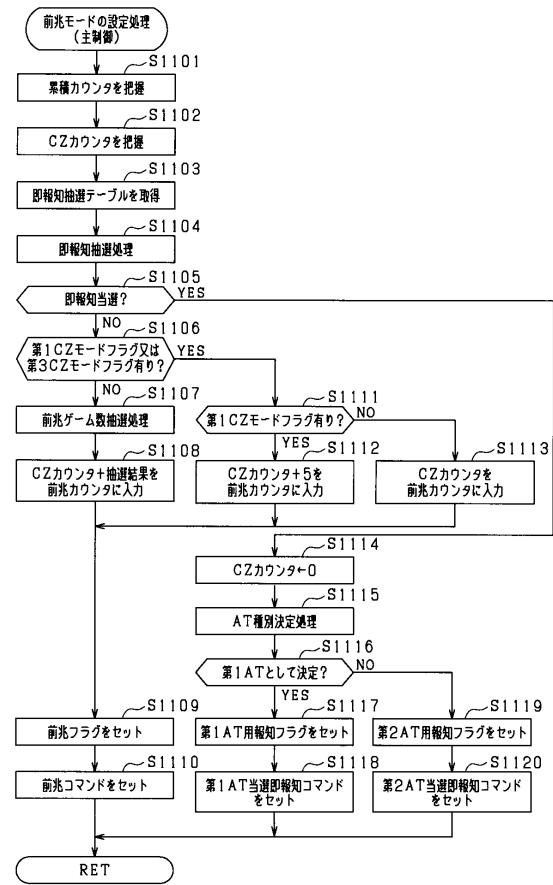 前兆モードの設定処理
(主制御)
S1101
累積カウンタを把握
S1102
CZカウンタを把握
S1103
即報知抽選テーブルを取得
S1104
即報知抽選処理
S1105
即報知当選?
YES
NO
S1106
第1CZモードフラグ又は
第3CZモードフラグ有り?
YES
NO
S1107
前兆ゲーム数抽選処理
S1108
CZカウンタ+抽選結果を
前兆カウンタに入力
S1111
第1CZモードフラグ有り?
NO
YES
S1112
CZカウンタ+5を
前兆カウンタに入力
S1113
CZカウンタを
前兆カウンタに入力
S1114
CZカウンタ←0
S1115
AT種別決定処理
S1116
第1ATとして決定?
NO
YES
S1109
前兆フラグをセット
S1117
第1AT用報知フラグをセット
S1119
第2AT用報知フラグをセット
S1110
前兆コマンドをセット
S1118
第1AT当選即報知コマンド
をセット
S1120
第2AT当選即報知コマンド
をセット
RET